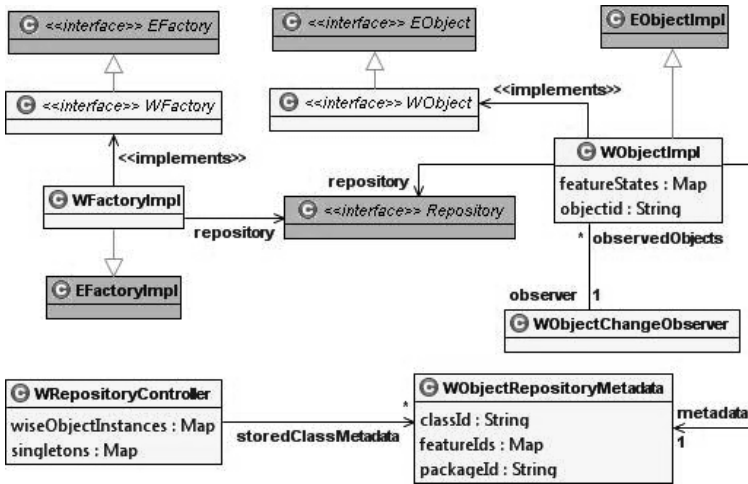 <<interface>> EFactory
<<interface>> EObject
EObjectImpl
<<interface>> WFactory
<<interface>> WObject
<<implements>>
<<implements>>
WObjectImpl
featureStates : Map
objectid : String
repository
WFactoryImpl
<<interface>> Repository
repository
* observedObjects
EFactoryImpl
observer 1
WObjectChangeObserver
WRepositoryController
wiseObjectInstances : Map
singletons : Map
*
storedClassMetadata
WObjectRepositoryMetadata
classId : String
featureIds : Map
packageId : String
metadata
1